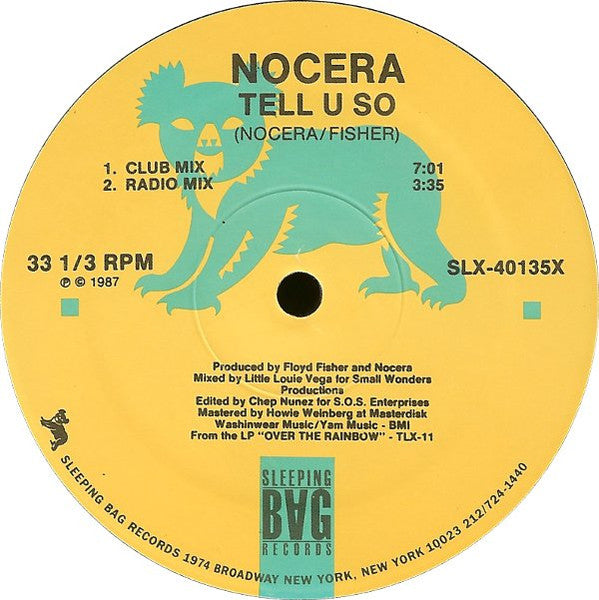 NOCERA
TELL U SO
(NOCERA/FISHER)
1. CLUB MIX 7:01
2. RADIO MIX 3:35
33 1/3 RPM
SLX-40135X
℗ © 1987
Produced by Floyd Fisher and Nocera
Mixed by Little Louie Vega for Small Wonders
Productions
Edited by Chep Nunez for S.O.S. Enterprises
Mastered by Howie Weinberg at Masterdisk
Washinwear Music/Yam Music - BMI
From the LP "OVER THE RAINBOW" - TLX-11
SLEEPING
BAG
RECORDS
SLEEPING BAG RECORDS 1974 BROADWAY NEW YORK, NEW YORK 10023 212/724-1440